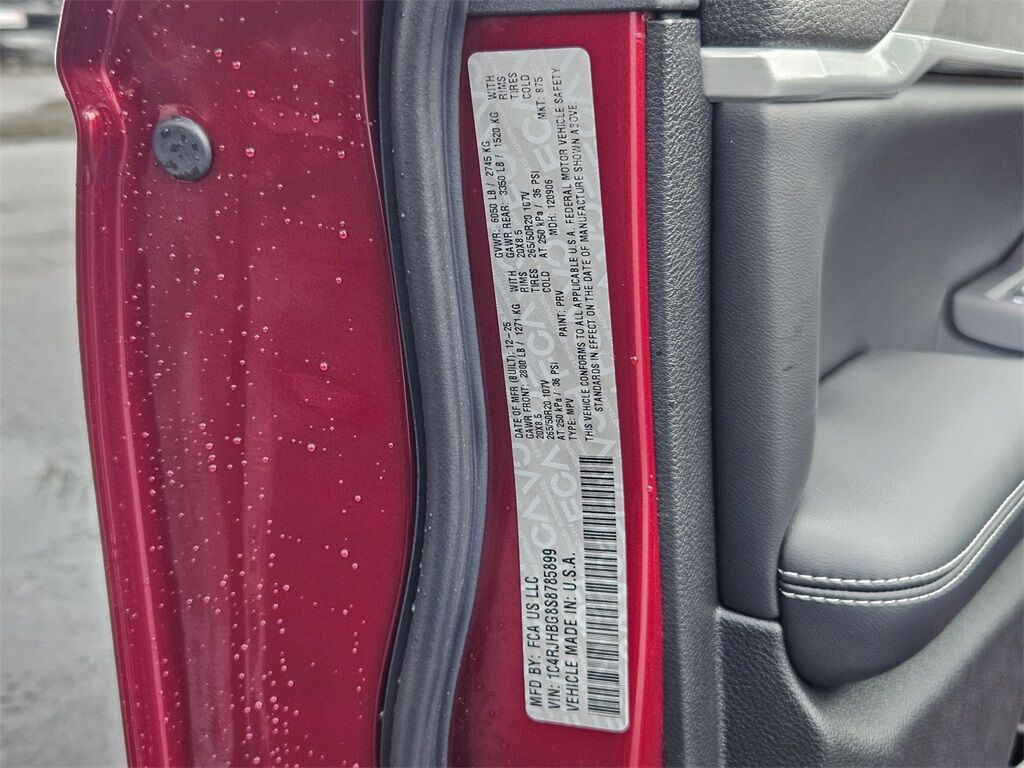 MFD BY: FCA US LLC
DATE OF MFR (BUILT): 12-25
GVWR: 6050 LB / 2745 KG
GAWR FRONT: 2800 LB / 1271 KG WITH
GAWR REAR: 3350 LB / 1520 KG WITH
20X8.5 RIMS
20X8.5 RIMS
265/50R20 107V TIRES
265/50R20 107V TIRES
AT 250 kPa / 36 PSI COLD
AT 250 kPa / 36 PSI COLD
VIN: 1C4RJHBG8S8785899
TYPE: MPV
PAINT: PRV
MDH: 120906
MKT: 875
VEHICLE MADE IN: U.S.A.
THIS VEHICLE CONFORMS TO ALL APPLICABLE U.S.A. FEDERAL MOTOR VEHICLE SAFETY
STANDARDS IN EFFECT ON THE DATE OF MANUFACTURE SHOWN ABOVE.